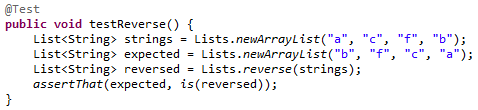 @Test
public void testReverse() {
    List<String> strings = Lists.newArrayList("a", "c", "f", "b");
    List<String> expected = Lists.newArrayList("b", "f", "c", "a");
    List<String> reversed = Lists.reverse(strings);
    assertThat(expected, is(reversed));
}